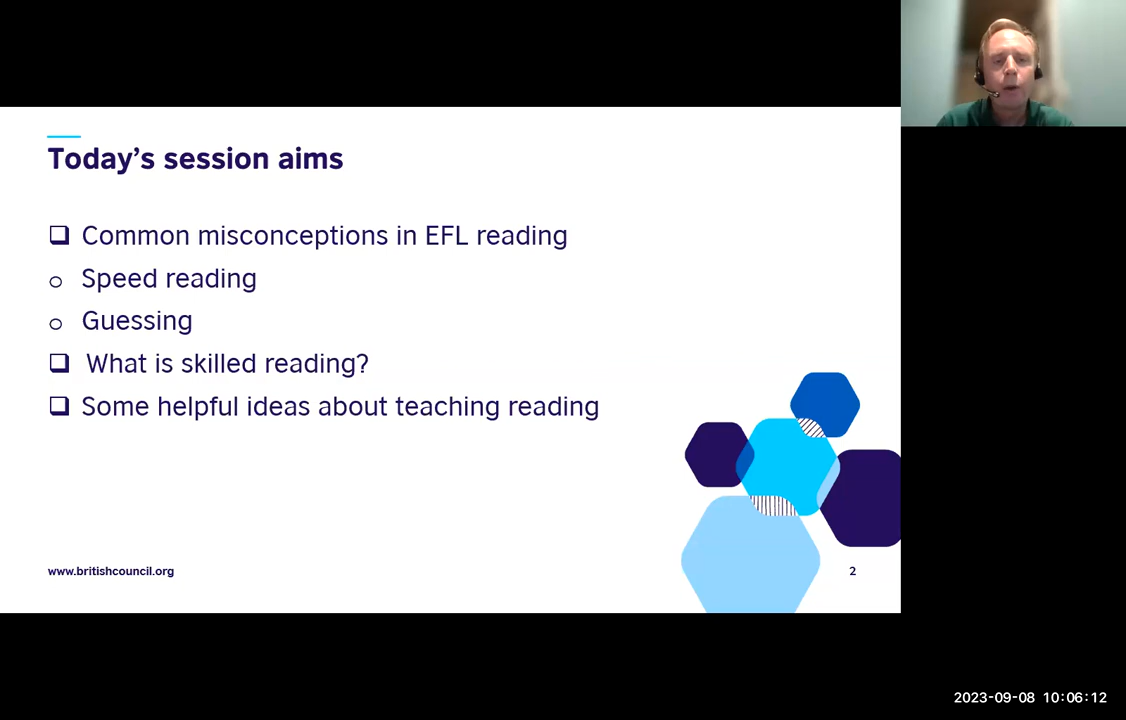 Today's session aims
❑ Common misconceptions in EFL reading
o Speed reading
o Guessing
❑ What is skilled reading?
❑ Some helpful ideas about teaching reading
www.britishcouncil.org
2
2023-09-08 10:06:12